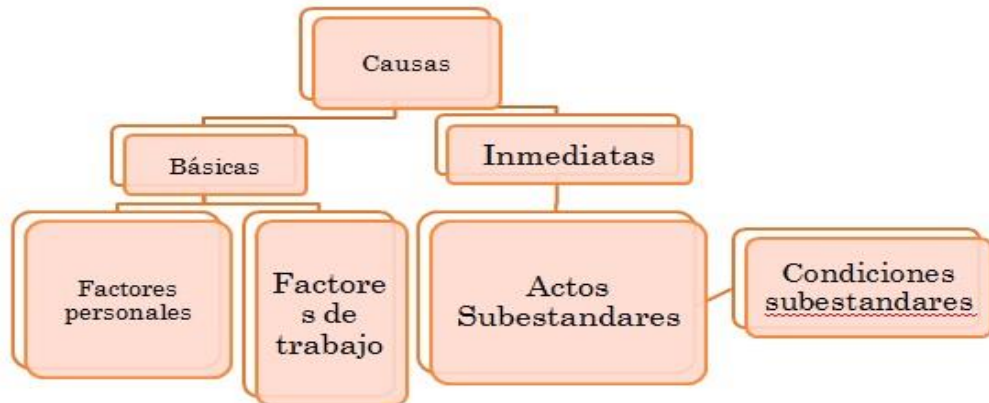 Causas
Básicas
Inmediatas
Factores
personales
Factore
s de
trabajo
Actos
Subestandares
Condiciones
subestandares